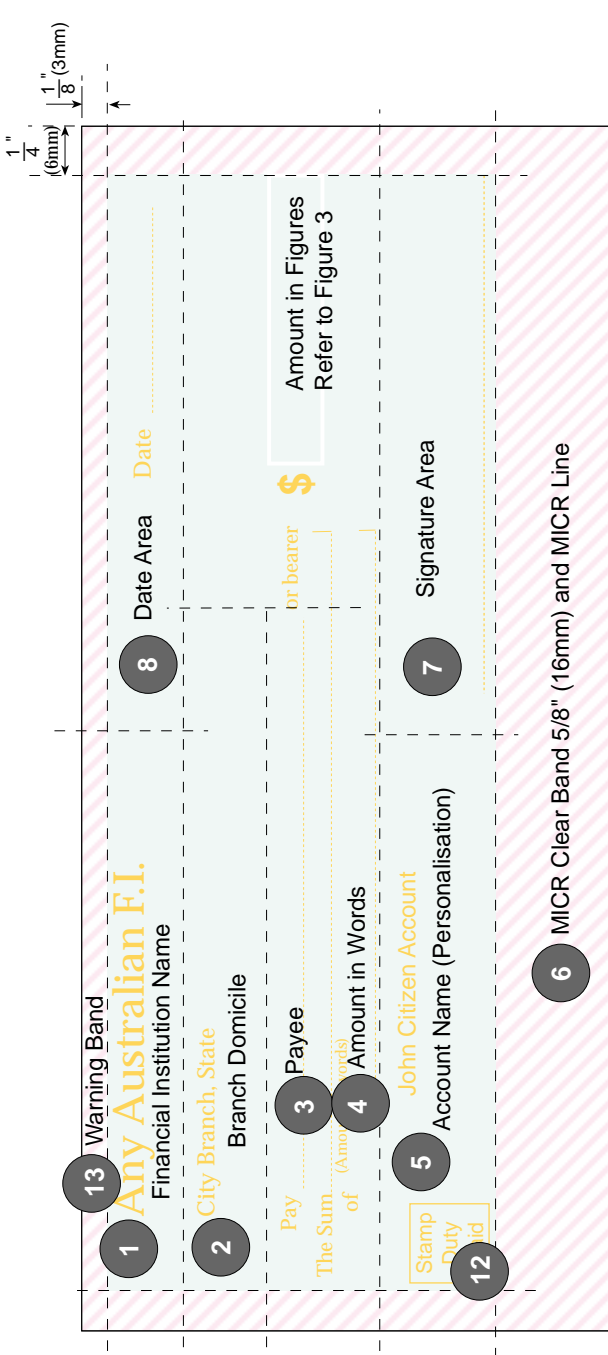 1" 8 (3mm)
1" 4 (6mm)
13 Warning Band
1 Any Australian F.I.
Financial Institution Name
8 Date Area
Date
2 City Branch, State
Branch Domicile
Pay
3 Payee
or bearer
$
Amount in Figures
Refer to Figure 3
The Sum
of
4 Amount in Words
John Citizen Account
5 Account Name (Personalisation)
7 Signature Area
Stamp
Duty
12
6 MICR Clear Band 5/8" (16mm) and MICR Line